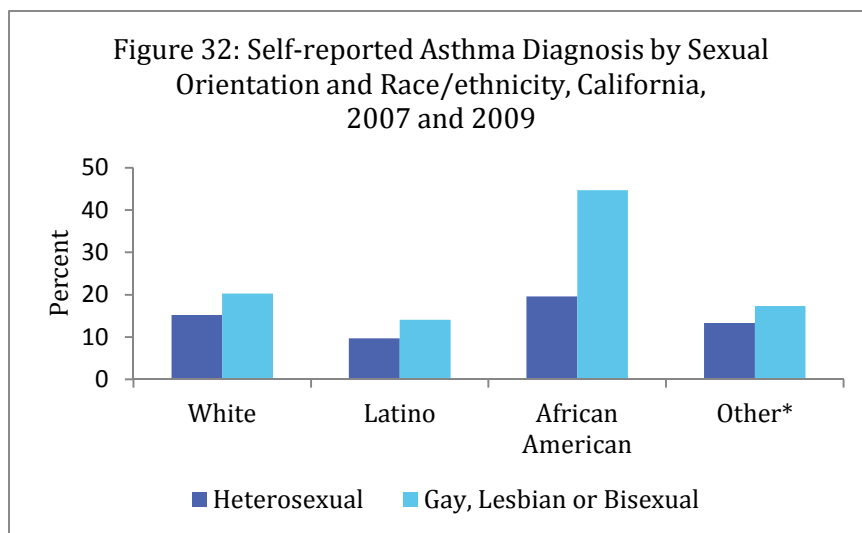 Figure 32: Self-reported Asthma Diagnosis by Sexual
Orientation and Race/ethnicity, California,
2007 and 2009
50
40
30
20
10
0
Percent
White
Latino
African
American
Other*
Heterosexual
Gay, Lesbian or Bisexual